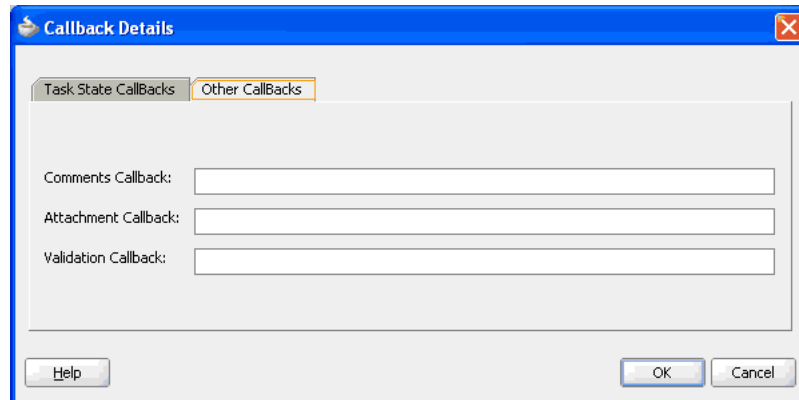 Callback Details
Task State CallBacks Other CallBacks
Comments Callback:
Attachment Callback:
Validation Callback:
Help OK Cancel